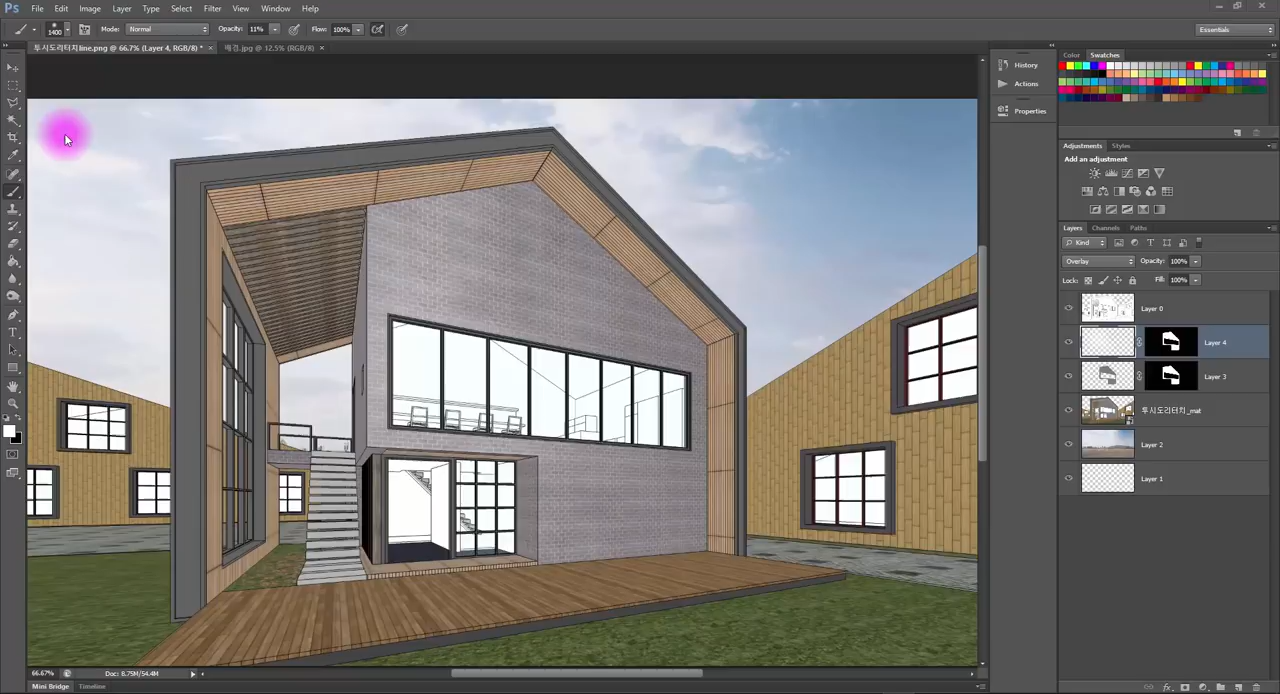 Ps File Edit Image Layer Type Select Filter View Window Help
1400 Mode: Normal Opacity: 11% Flow: 100% Essentials
투시도리터치line.png @ 66.7% (Layer 4, RGB/8) * × 배경.jpg @ 12.5% (RGB/8) ×
History
Actions
Properties
Color Swatches
Adjustments Styles
Add an adjustment
Layers Channels Paths
Kind
Overlay Opacity: 100%
Lock: Fill: 100%
Layer 0
Layer 4
Layer 3
투시도리터치_mat
Layer 2
Layer 1
66.67% Doc: 8.75M/54.4M
Mini Bridge Timeline